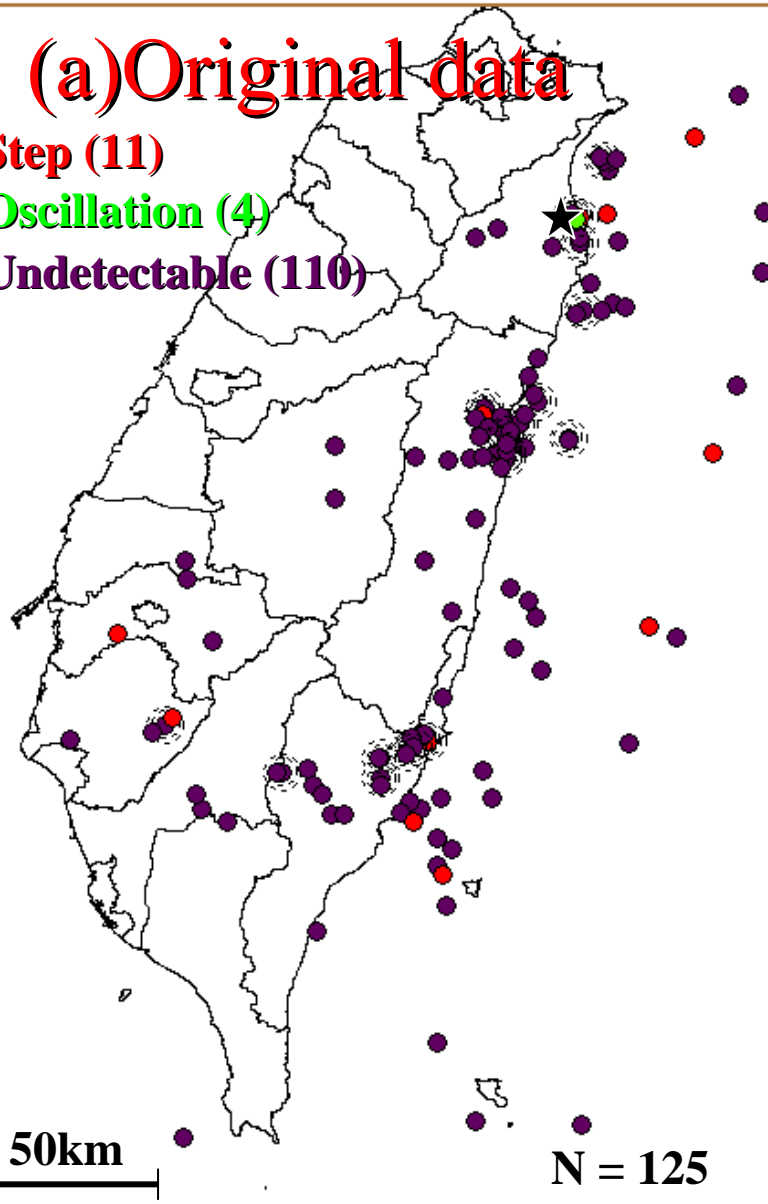 (a)Original data
Step (11)
Oscillation (4)
Undetectable (110)
50km
N = 125